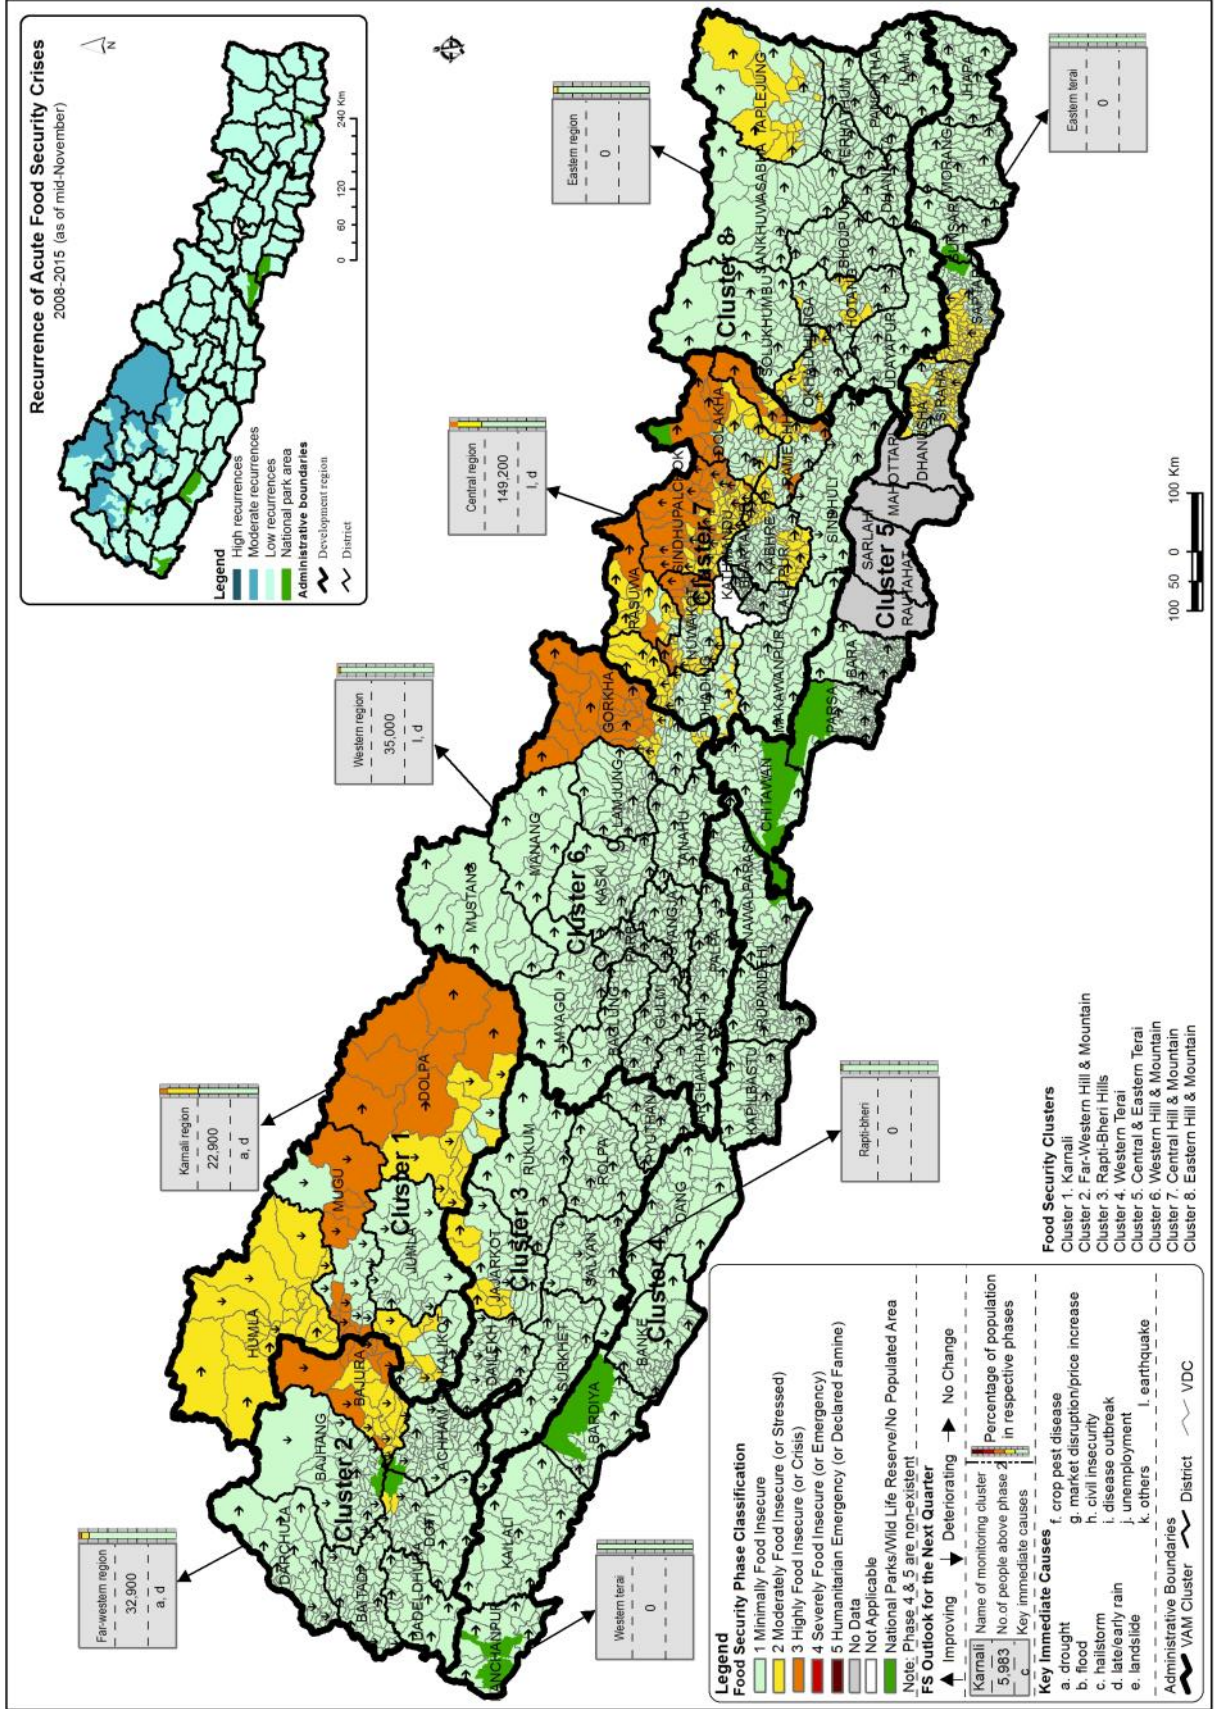 Recurrence of Acute Food Security Crises
2008-2015 (as of mid-November)
N
Legend
High recurrences
Moderate recurrences
Low recurrences
National park area
Administrative boundaries
Development region
District
0 60 120 240 Km
Far-western region
32,900
a, d
Karnali region
22,900
a, d
Western region
35,000
l, d
Central region
149,200
l, d
Eastern region
0
Western terai
0
Rapti-bheri
0
Eastern terai
0
HUMLA
MUGU
DOLPA
Cluster 1
JUMLA
KALIKOT
DARCHULA
BAJHANG
BAJURA
Cluster 2
BAITADI
DADELDHURA
DOTI
ACHHAM
KAILALI
KANCHANPUR
DAILEKH
JAJARKOT
RUKUM
Cluster 3
SURKHET
SALYAN
ROLPA
PYUTHAN
BARDIYA
BANKE
Cluster 4
DANG
MUSTANG
MANANG
MYAGDI
Cluster 6
KASKI
LAMJUNG
GORKHA
BAGLUNG
PARBAT
GULMI
SYANGJA
TANAHU
ARGHAKHANCHI
PALPA
KAPILBASTU
RUPANDEHI
NAWALPARASI
RASUWA
SINDHUPALCHOK
DOLAKHA
NUWAKOT
Cluster 7
DHADING
KATHMANDU
BHAKTAPUR
KABHRE
LALITPUR
RAMECHHAP
SINDHULI
MAKAWANPUR
CHITAWAN
PARSA
BARA
RAUTAHAT
Cluster 5
SARLAHI
MAHOTTARI
DHANUSHA
SIRAHA
SAPTARI
SUNSARI
MORANG
JHAPA
SOLUKHUMBU
Cluster 8
SANKHUWASABHA
TAPLEJUNG
OKHALDHUNGA
KHOTANG
BHOJPUR
TERHATHUM
PANCHTHAR
DHANKUTA
ILAM
UDAYAPUR
100 50 0 100 Km
Legend
Food Security Phase Classification
1 Minimally Food Insecure
2 Moderately Food Insecure (or Stressed)
3 Highly Food Insecure (or Crisis)
4 Severely Food Insecure (or Emergency)
5 Humanitarian Emergency (or Declared Famine)
No Data
Not Applicable
National Parks/Wild Life Reserve/No Populated Area
Note: Phase 4 & 5 are non-existent
FS Outlook for the Next Quarter
Improving Deteriorating No Change
Karnali Name of monitoring cluster
5,983 No. of people above phase 2
c Key immediate causes
Percentage of population
in respective phases
Key Immediate Causes
a. drought
b. flood
c. hailstorm
d. late/early rain
e. landslide
f. crop pest disease
g. market disruption/price increase
h. civil insecurity
i. disease outbreak
j. unemployment
k. others
l. earthquake
Administrative Boundaries
VAM Cluster District VDC
Food Security Clusters
Cluster 1. Karnali
Cluster 2. Far-Western Hill & Mountain
Cluster 3. Rapti-Bheri Hills
Cluster 4. Western Terai
Cluster 5. Central & Eastern Terai
Cluster 6. Western Hill & Mountain
Cluster 7. Central Hill & Mountain
Cluster 8. Eastern Hill & Mountain